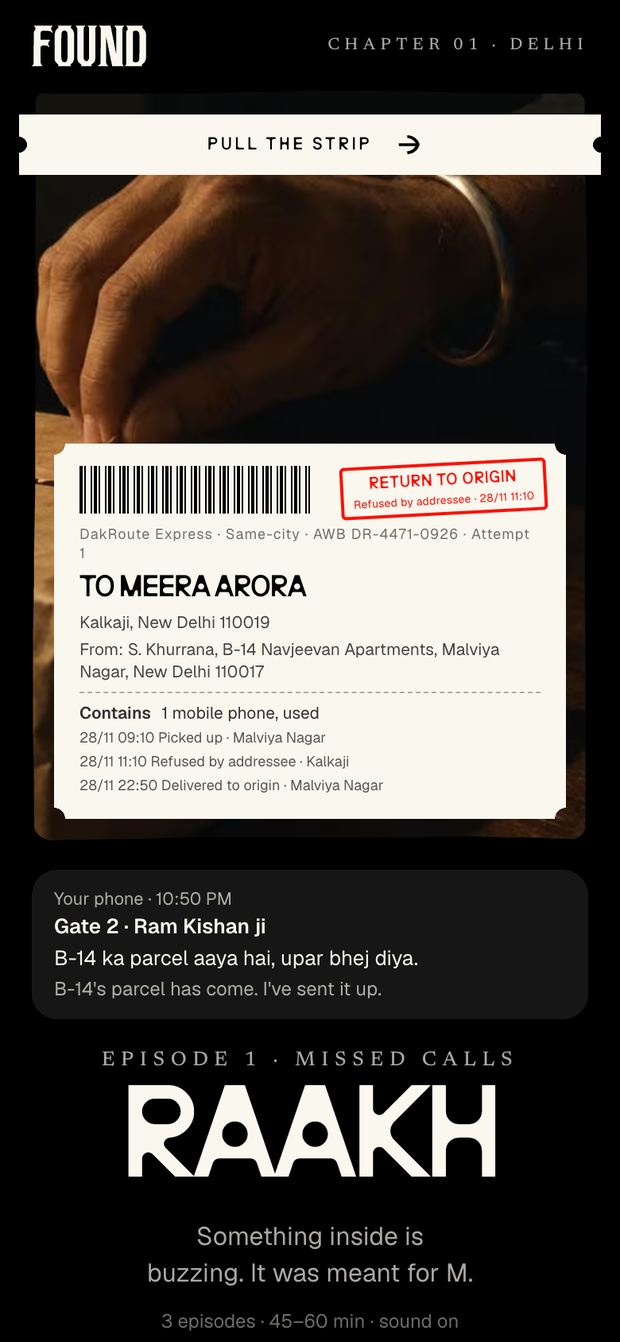 FOUND
CHAPTER 01 · DELHI
PULL THE STRIP →
RETURN TO ORIGIN
Refused by addressee · 28/11 11:10
DakRoute Express · Same-city · AWB DR-4471-0926 · Attempt
1
TO MEERA ARORA
Kalkaji, New Delhi 110019
From: S. Khurrana, B-14 Navjeevan Apartments, Malviya
Nagar, New Delhi 110017
Contains 1 mobile phone, used
28/11 09:10 Picked up · Malviya Nagar
28/11 11:10 Refused by addressee · Kalkaji
28/11 22:50 Delivered to origin · Malviya Nagar
Your phone · 10:50 PM
Gate 2 · Ram Kishan ji
B-14 ka parcel aaya hai, upar bhej diya.
B-14's parcel has come. I've sent it up.
EPISODE 1 · MISSED CALLS
RAAKH
Something inside is
buzzing. It was meant for M.
3 episodes · 45–60 min · sound on